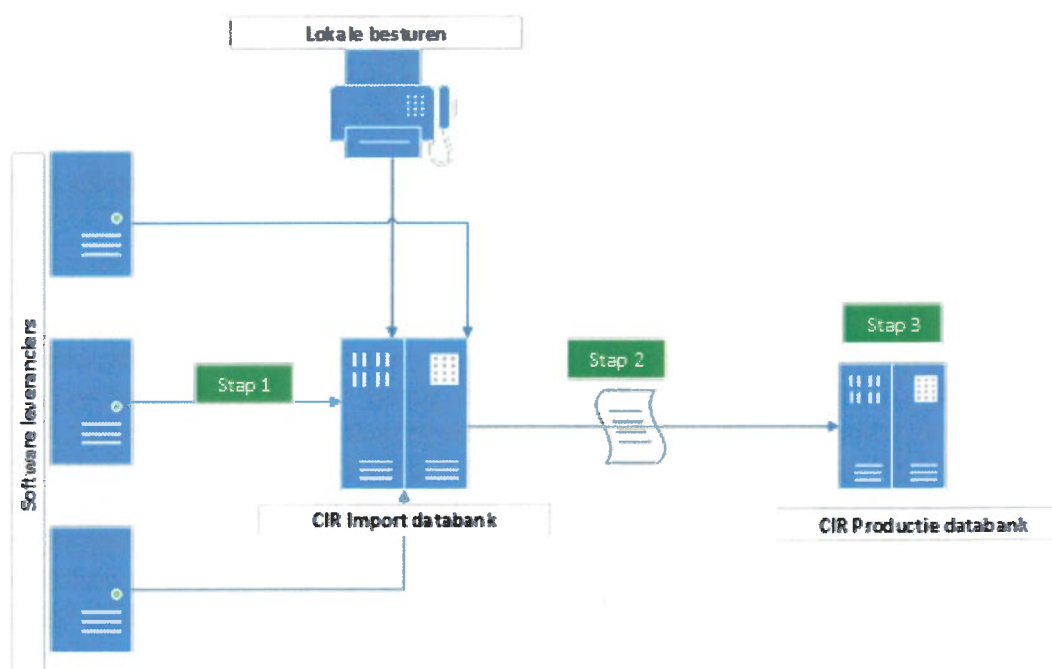 Lokale besturen
Software leveranciers
Stap 1
Stap 2
Stap 3
CIR Import databank
CIR Productie databank